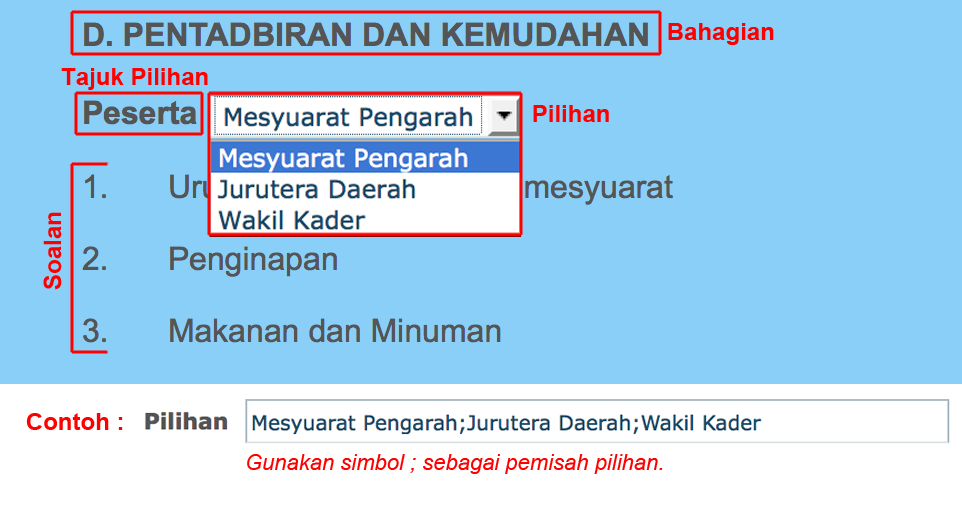 D. PENTADBIRAN DAN KEMUDAHAN Bahagian
Tajuk Pilihan
Peserta Mesyuarat Pengarah Pilihan
Mesyuarat Pengarah
Jurutera Daerah
Wakil Kader
Soalan
1. mesyuarat
2. Penginapan
3. Makanan dan Minuman
Contoh : Pilihan Mesyuarat Pengarah;Jurutera Daerah;Wakil Kader
Gunakan simbol ; sebagai pemisah pilihan.